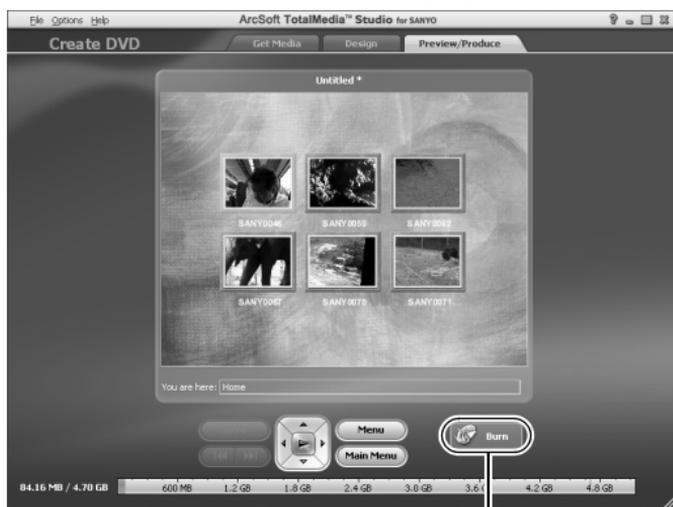 File Options Help
ArcSoft TotalMedia™ Studio for SANYO
Create DVD
Get Media
Design
Preview/Produce
Untitled *
SANY0046 SANY0059 SANY0062
SANY0067 SANY0070 SANY0071
You are here: Home
Menu
Burn
Main Menu
84.16 MB / 4.70 GB
600 MB 1.2 GB 1.8 GB 2.4 GB 3.0 GB 4.2 GB 4.8 GB